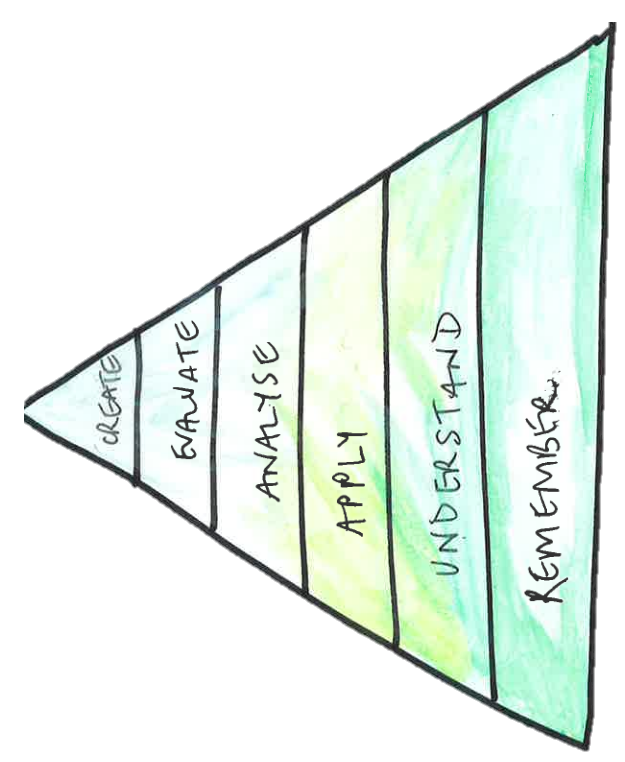 CREATE
EVALUATE
ANALYSE
APPLY
UNDERSTAND
REMEMBER